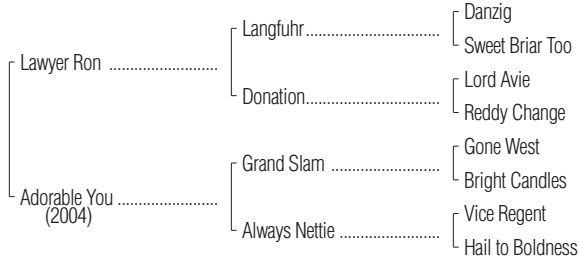 Danzig
Langfuhr
Sweet Briar Too
Lawyer Ron
Lord Avie
Donation
Reddy Change
Gone West
Grand Slam
Bright Candles
Adorable You
(2004)
Vice Regent
Always Nettie
Hail to Boldness